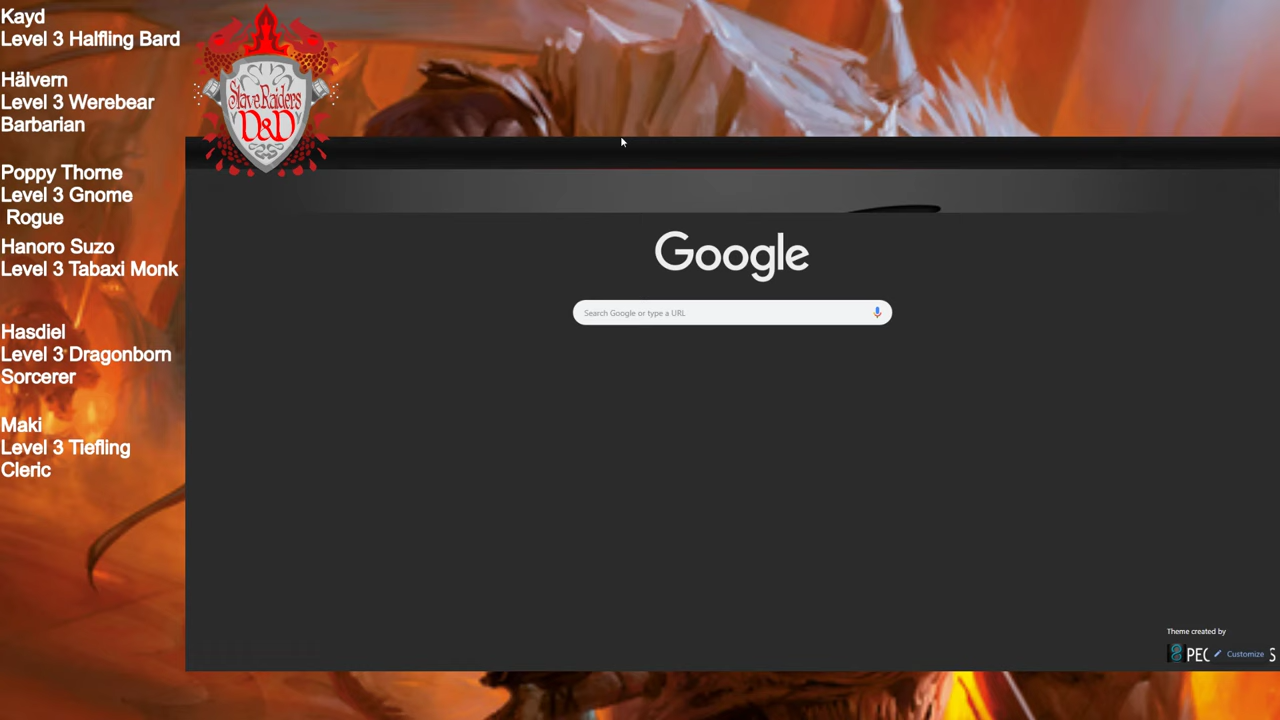 Kayd
Level 3 Halfling Bard
Hälvern
Level 3 Werebear
Barbarian
Poppy Thorne
Level 3 Gnome
Rogue
Hanoro Suzo
Level 3 Tabaxi Monk
Hasdiel
Level 3 Dragonborn
Sorcerer
Maki
Level 3 Tiefling
Cleric
Slave Raiders
D&D
Google
Search Google or type a URL
Theme created by
Customize